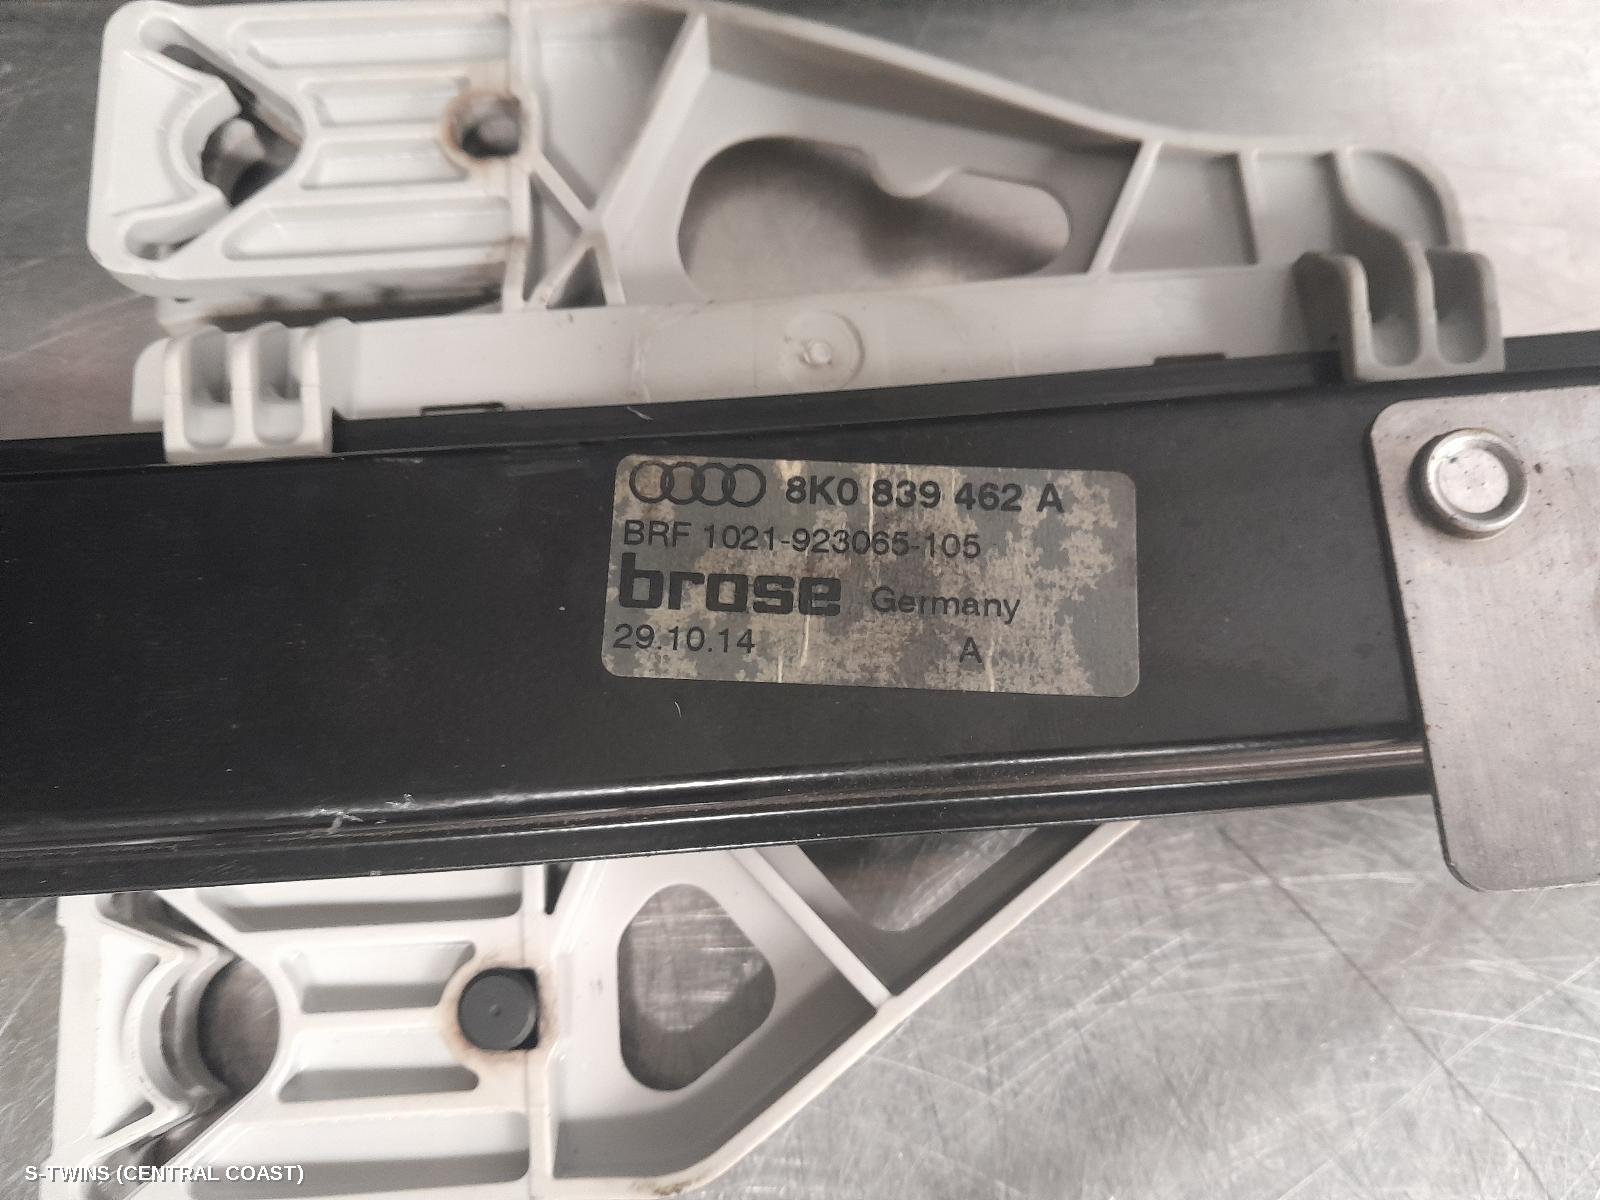 8K0 839 462 A
BRF 1021-923065-105
brose Germany
29.10.14 A
S-TWINS (CENTRAL COAST)